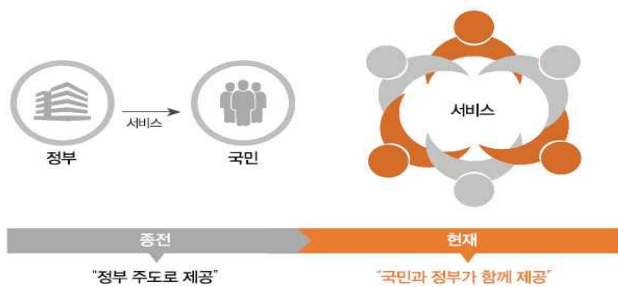 서비스
정부
국민
서비스
종전
현재
"정부 주도로 제공"
"국민과 정부가 함께 제공"